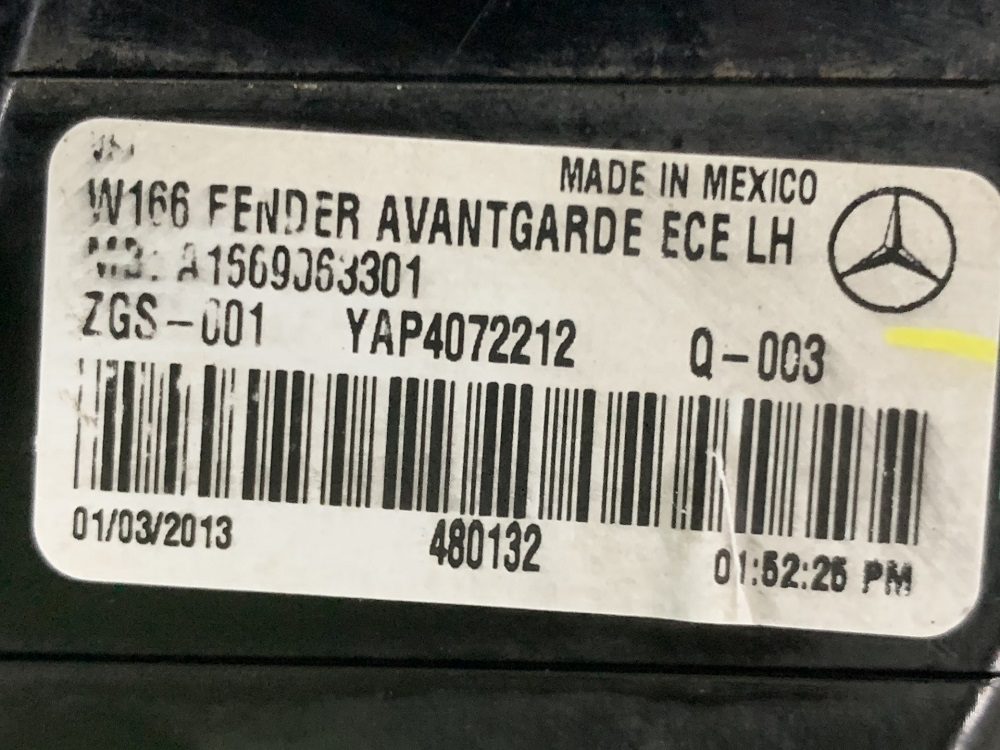 MADE IN MEXICO
W166 FENDER AVANTGARDE ECE LH
MB: A1669063301
ZGS-001 YAP4072212 Q-003
01/03/2013 480132 01:52:25 PM